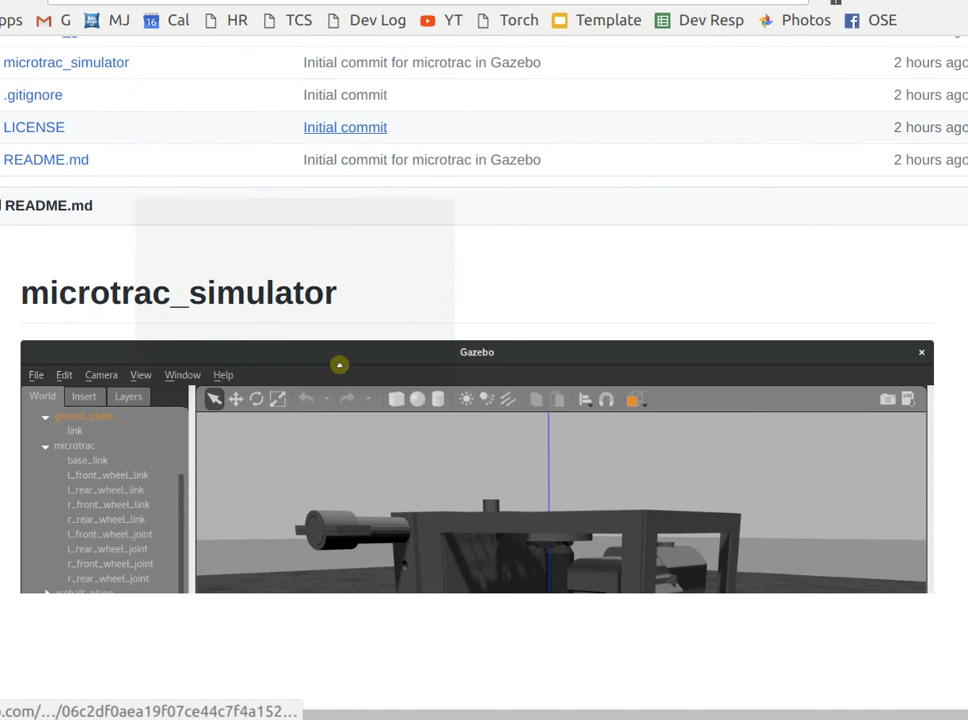 pps M G MJ 16 Cal HR TCS Dev Log YT Torch Template Dev Resp Photos OSE
microtrac_simulator Initial commit for microtrac in Gazebo 2 hours ago
.gitignore Initial commit 2 hours ago
LICENSE Initial commit 2 hours ago
README.md Initial commit for microtrac in Gazebo 2 hours ago
README.md
microtrac_simulator
Gazebo ×
File Edit Camera View Window Help
World Insert Layers
ground_plane
link
microtrac
base_link
l_front_wheel_link
l_rear_wheel_link
r_front_wheel_link
r_rear_wheel_link
l_front_wheel_joint
l_rear_wheel_joint
r_front_wheel_joint
r_rear_wheel_joint
asphalt_plane
o.com/.../06c2df0aea19f07ce44c7f4a152...